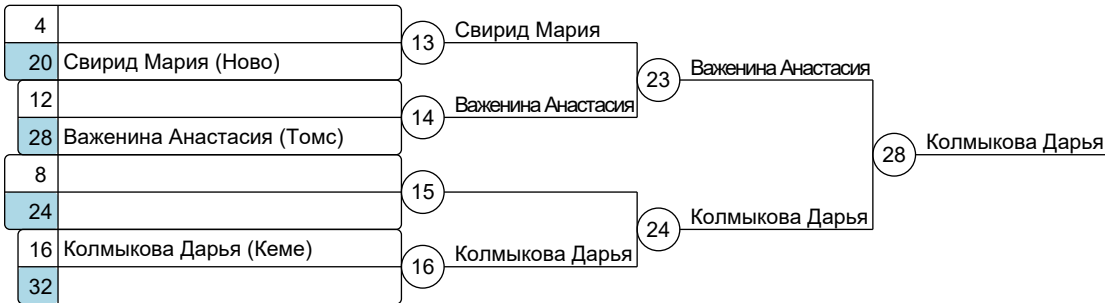 4
13
Свирид Мария
20 Свирид Мария (Ново)
23
Важенина Анастасия
12
14
Важенина Анастасия
28 Важенина Анастасия (Томс)
28
Колмыкова Дарья
8
15
24
24
Колмыкова Дарья
16 Колмыкова Дарья (Кеме)
16
Колмыкова Дарья
32